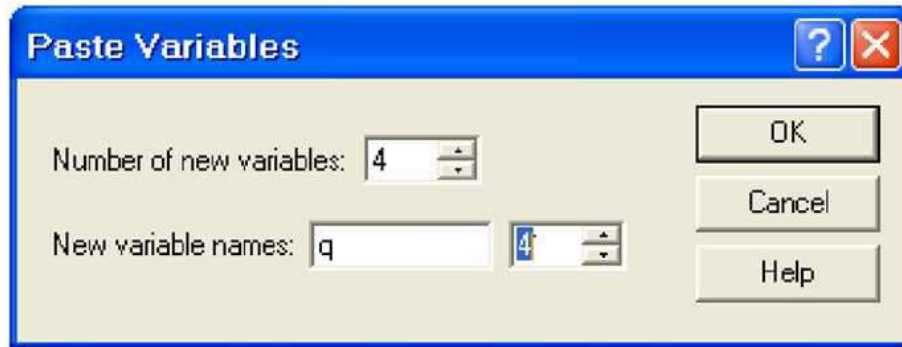 Paste Variables
OK
Number of new variables: 4
Cancel
New variable names: q 4
Help